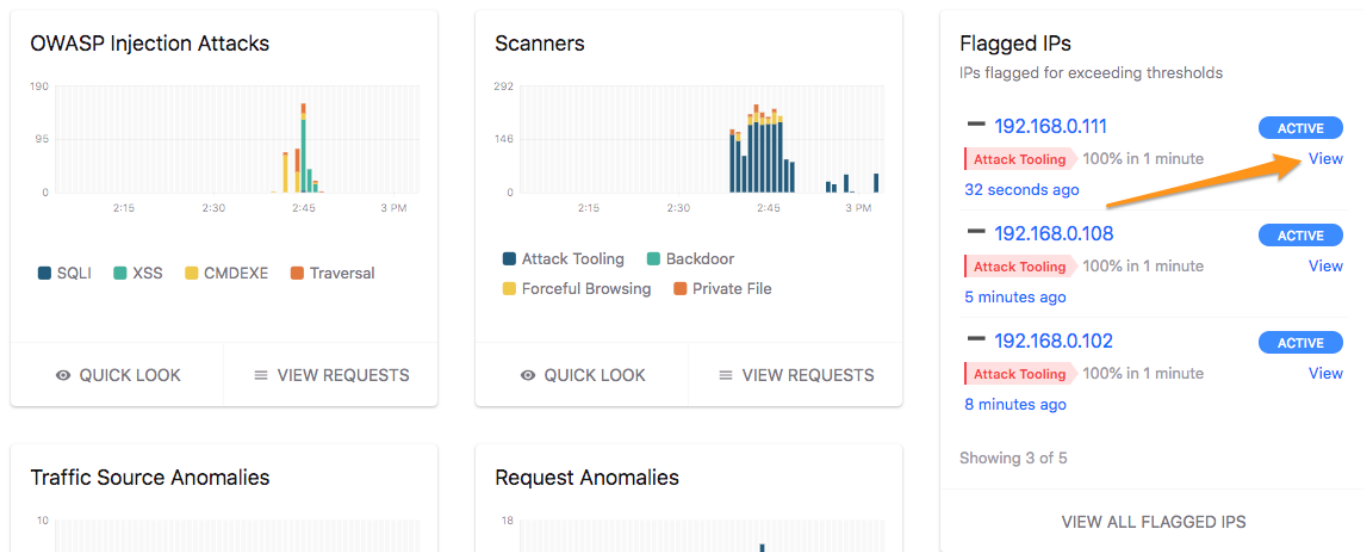 OWASP Injection Attacks
190
95
0
2:15 2:30 2:45 3 PM
SQLI XSS CMDEXE Traversal
QUICK LOOK VIEW REQUESTS
Scanners
292
146
0
2:15 2:30 2:45 3 PM
Attack Tooling Backdoor
Forceful Browsing Private File
QUICK LOOK VIEW REQUESTS
Flagged IPs
IPs flagged for exceeding thresholds
192.168.0.111 ACTIVE
Attack Tooling 100% in 1 minute View
32 seconds ago
192.168.0.108 ACTIVE
Attack Tooling 100% in 1 minute View
5 minutes ago
192.168.0.102 ACTIVE
Attack Tooling 100% in 1 minute View
8 minutes ago
Showing 3 of 5
VIEW ALL FLAGGED IPS
Traffic Source Anomalies
10
Request Anomalies
18